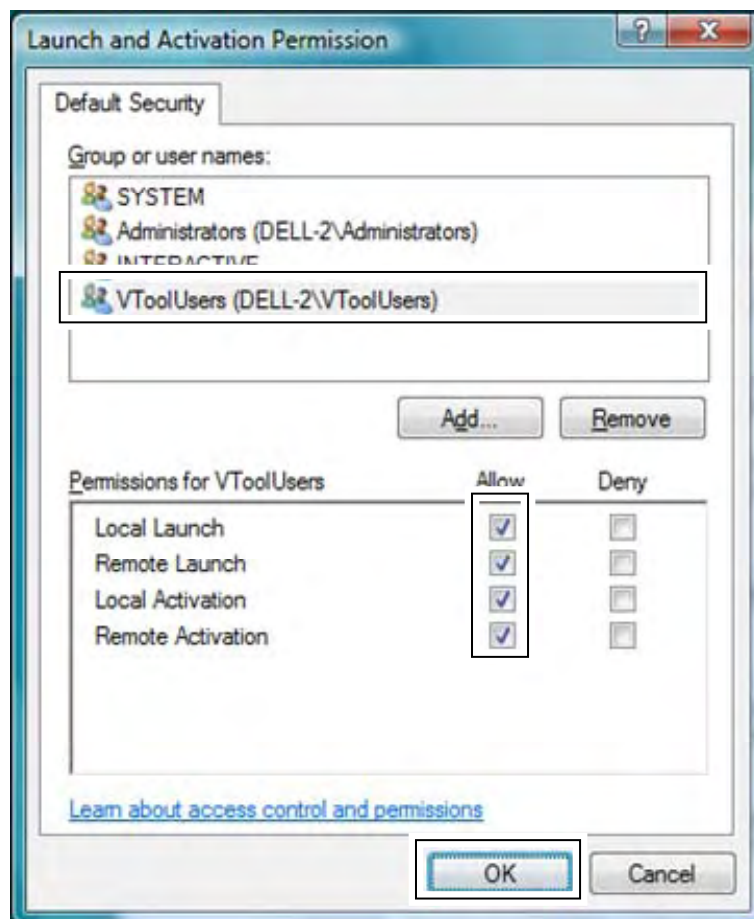 Launch and Activation Permission
Default Security
Group or user names:
SYSTEM
Administrators (DELL-2\Administrators)
INTERACTIVE
VToolUsers (DELL-2\VToolUsers)
Add... Remove
Permissions for VToolUsers Allow Deny
Local Launch
Remote Launch
Local Activation
Remote Activation
Learn about access control and permissions
OK Cancel